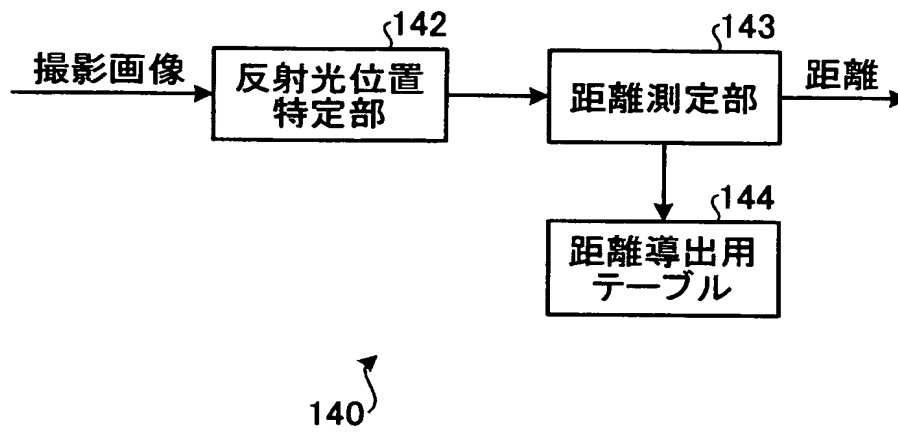 142
143
撮影画像
反射光位置
特定部
距離測定部
距離
144
距離導出用
テーブル
140